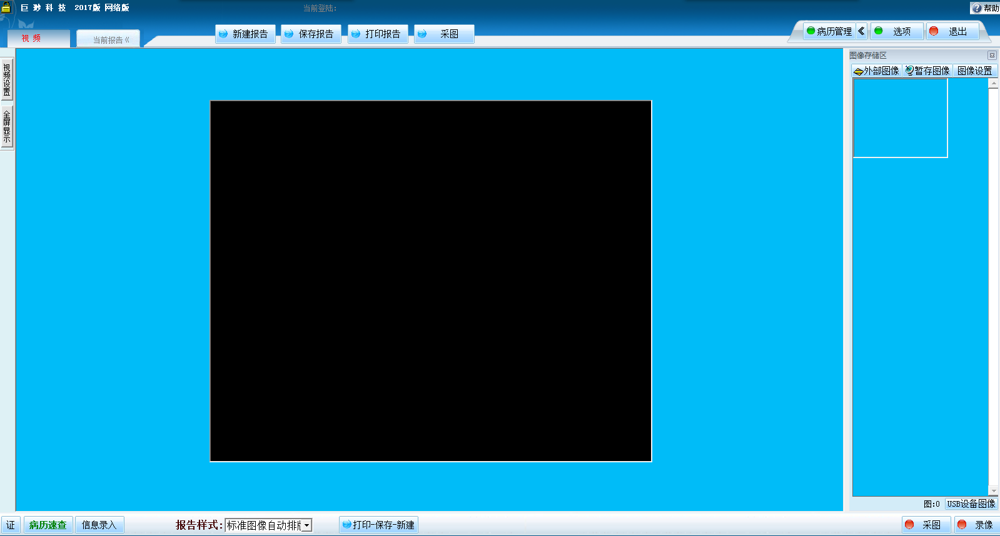 巨 渺 科 技 2017版 网络版
当前登陆:
帮助
视 频
当前报告《
新建报告
保存报告
打印报告
采图
病历管理
选项
退出
视频设置
全屏显示
图像存储区
外部图像
暂存图像
图像设置
图:0
USB设备图像
证
病历速查
信息录入
报告样式:
标准图像自动排版
打印-保存-新建
采图
录像